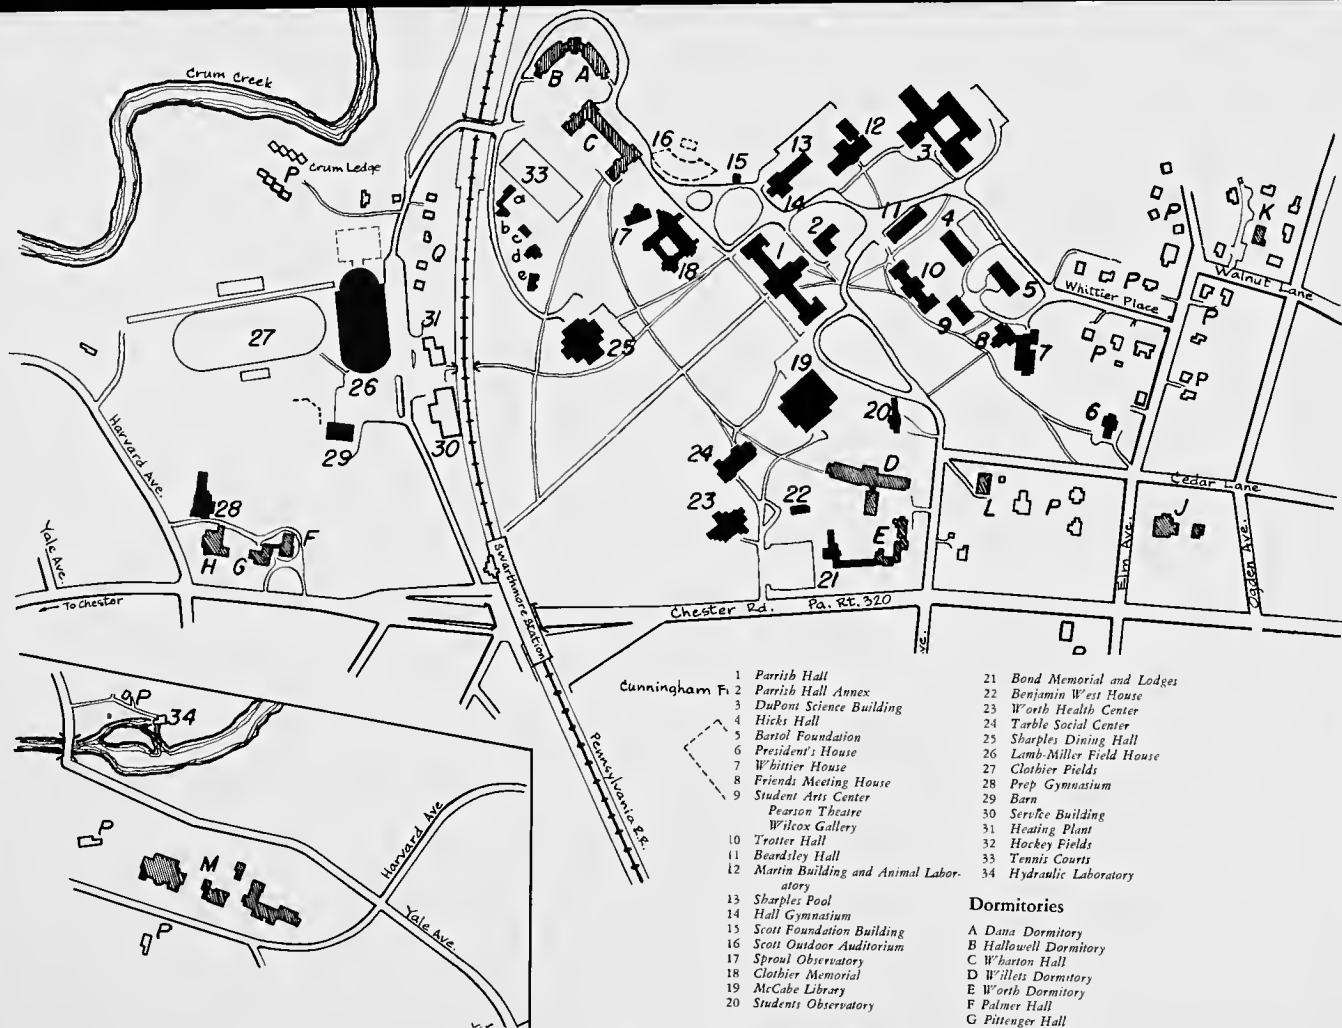 Crum Creek
B A
C
16
15
13
12
3
14
P
Crum Ledge
33
a
b
c
d
e
17
18
2
11
4
1
10
5
9
8
7
Q
P
K
Walnut Lane
P
Whittier Place
P
P
P
27
26
31
25
30
29
19
20
6
Harvard Ave.
24
D
28
23
22
L
P
Cedar Lane
J
E
21
Elm Ave.
Ogden Ave.
Yale Ave.
H G F
To Chester
Swarthmore Station
Chester Rd. Pa. Rt. 320
ve.
P
34
Cunningham Fi
Pennsylvania R.R.
P
M
Harvard Ave
Yale Ave.
P
1 Parrish Hall
2 Parrish Hall Annex
3 DuPont Science Building
4 Hicks Hall
5 Bartol Foundation
6 President's House
7 Whittier House
8 Friends Meeting House
9 Student Arts Center
Pearson Theatre
Wilcox Gallery
10 Trotter Hall
11 Beardsley Hall
12 Martin Building and Animal Labor-
atory
13 Sharples Pool
14 Hall Gymnasium
15 Scott Foundation Building
16 Scott Outdoor Auditorium
17 Sproul Observatory
18 Clothier Memorial
19 McCabe Library
20 Students Observatory
21 Bond Memorial and Lodges
22 Benjamin West House
23 Worth Health Center
24 Tarble Social Center
25 Sharples Dining Hall
26 Lamb-Miller Field House
27 Clothier Fields
28 Prep Gymnasium
29 Barn
30 Service Building
31 Heating Plant
32 Hockey Fields
33 Tennis Courts
34 Hydraulic Laboratory
Dormitories
A Dana Dormitory
B Hallowell Dormitory
C Wharton Hall
D Willets Dormitory
E Worth Dormitory
F Palmer Hall
G Pittenger Hall